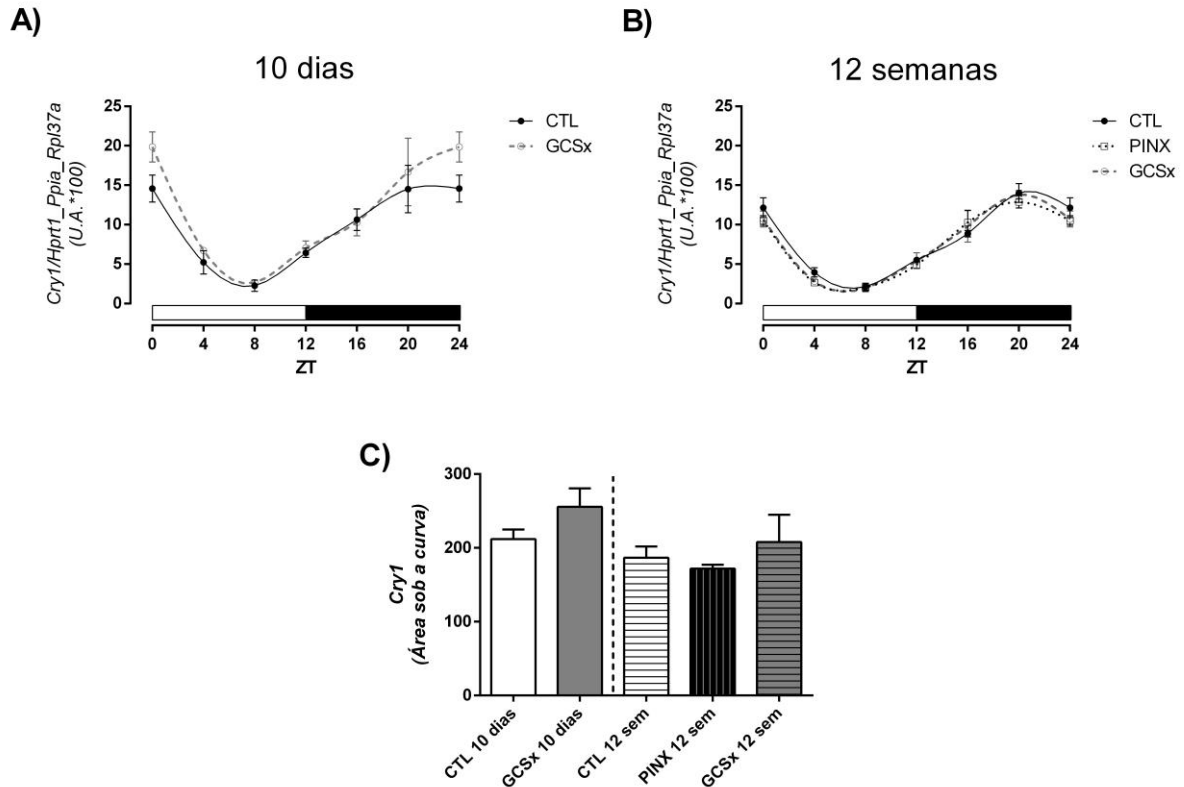 A)
10 dias
Cry1/Hprt1_Ppia_Rpl37a
(U.A.*100)
25
20
15
10
5
0
0 4 8 12 16 20 24
ZT
CTL
GCSx
B)
12 semanas
Cry1/Hprt1_Ppia_Rpl37a
(U.A.*100)
25
20
15
10
5
0
0 4 8 12 16 20 24
ZT
CTL
PINX
GCSx
C)
Cry1
(Área sob a curva)
300
200
100
0
CTL 10 dias
GCSx 10 dias
CTL 12 sem
PINX 12 sem
GCSx 12 sem